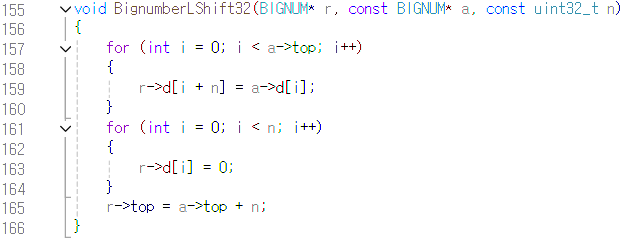 155 void BignumberLShift32(BIGNUM* r, const BIGNUM* a, const uint32_t n)
156 {
157     for (int i = 0; i < a->top; i++)
158     {
159         r->d[i + n] = a->d[i];
160     }
161     for (int i = 0; i < n; i++)
162     {
163         r->d[i] = 0;
164     }
165     r->top = a->top + n;
166 }